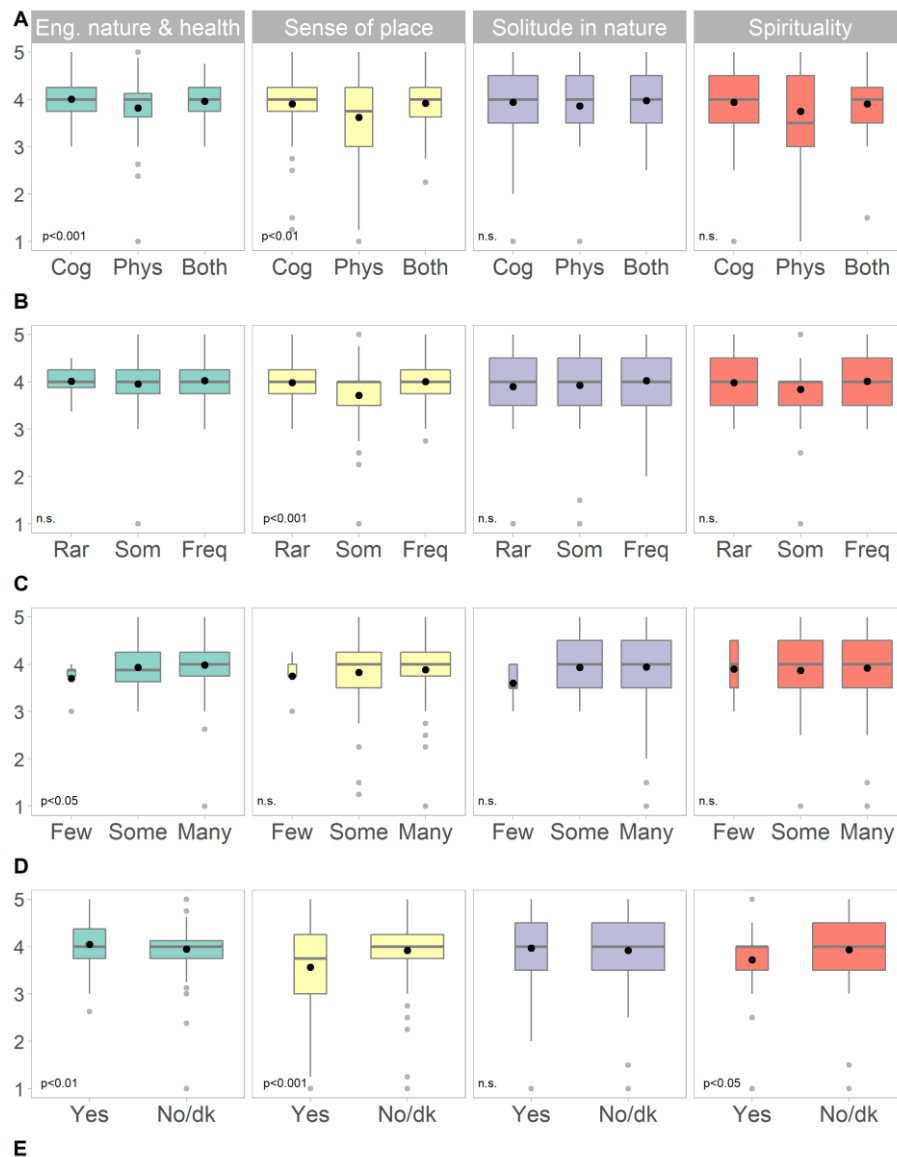 A
Eng. nature & health Sense of place Solitude in nature Spirituality
5
4
3
2
1
p<0.001 p<0.01 n.s. n.s.
Cog Phys Both Cog Phys Both Cog Phys Both Cog Phys Both
B
5
4
3
2
1
n.s. p<0.001 n.s. n.s.
Rar Som Freq Rar Som Freq Rar Som Freq Rar Som Freq
C
5
4
3
2
1
p<0.05 n.s. n.s. n.s.
Few Some Many Few Some Many Few Some Many Few Some Many
D
5
4
3
2
1
p<0.01 p<0.001 n.s. p<0.05
Yes No/dk Yes No/dk Yes No/dk Yes No/dk
E